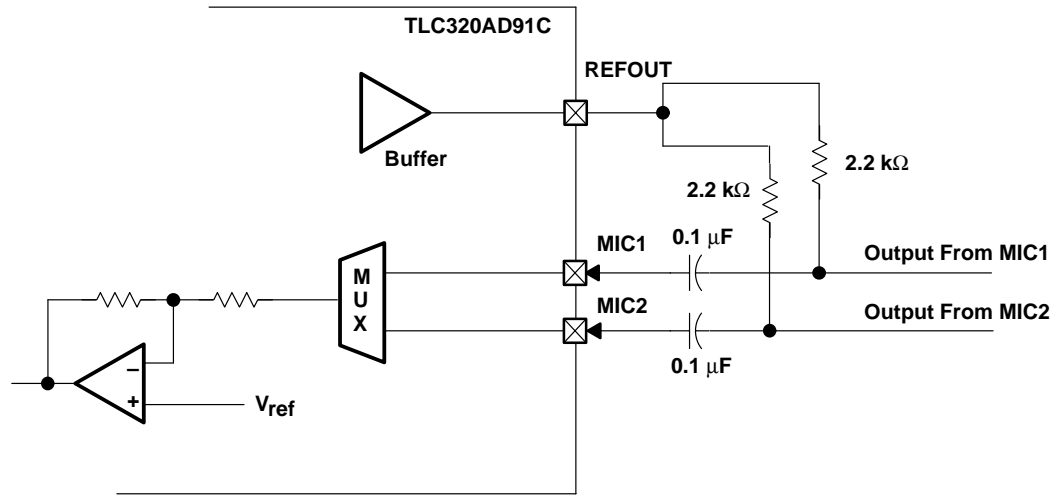 TLC320AD91C
REFOUT
Buffer
2.2 kΩ
2.2 kΩ
MIC1
0.1 μF
Output From MIC1
MUX
MIC2
0.1 μF
Output From MIC2
−
+
Vref